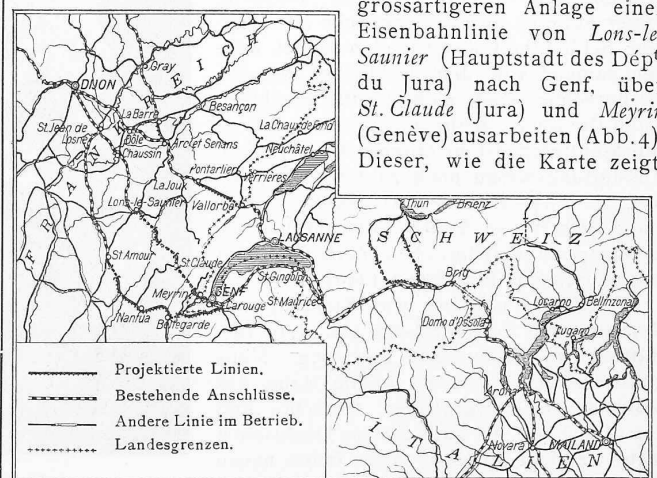 grossartigeren Anlage eine
Eisenbahnlinie von Lons-le
Saunier (Hauptstadt des Dépt
du Jura) nach Genf, übe
St. Claude (Jura) und Meyrin
(Genève) ausarbeiten (Abb. 4)
Dieser, wie die Karte zeigt
FRANKREICH
Gray
DIJON
Besançon
La Barre
La Chauxdefond
St Jean de
Losne
Dôle
Arc et Senans
Neuchâtel
Chaussin
Pontarlier
Verrières
La Joux
Lons-le-Saunier
Vallorbe
LAUSANNE
St Amour
St Claude
St Gingolph
Meyrin
GENF
St Maurice
Carouge
Nantua
Bellegarde
Thun
Brienz
SCHWEIZ
Brig
Locarno
Bellinzona
Domo d'Ossola
Lugano
Arona
Novara
MAILAND
ITALIEN
Projektierte Linien.
Bestehende Anschlüsse.
Andere Linie im Betrieb.
Landesgrenzen.